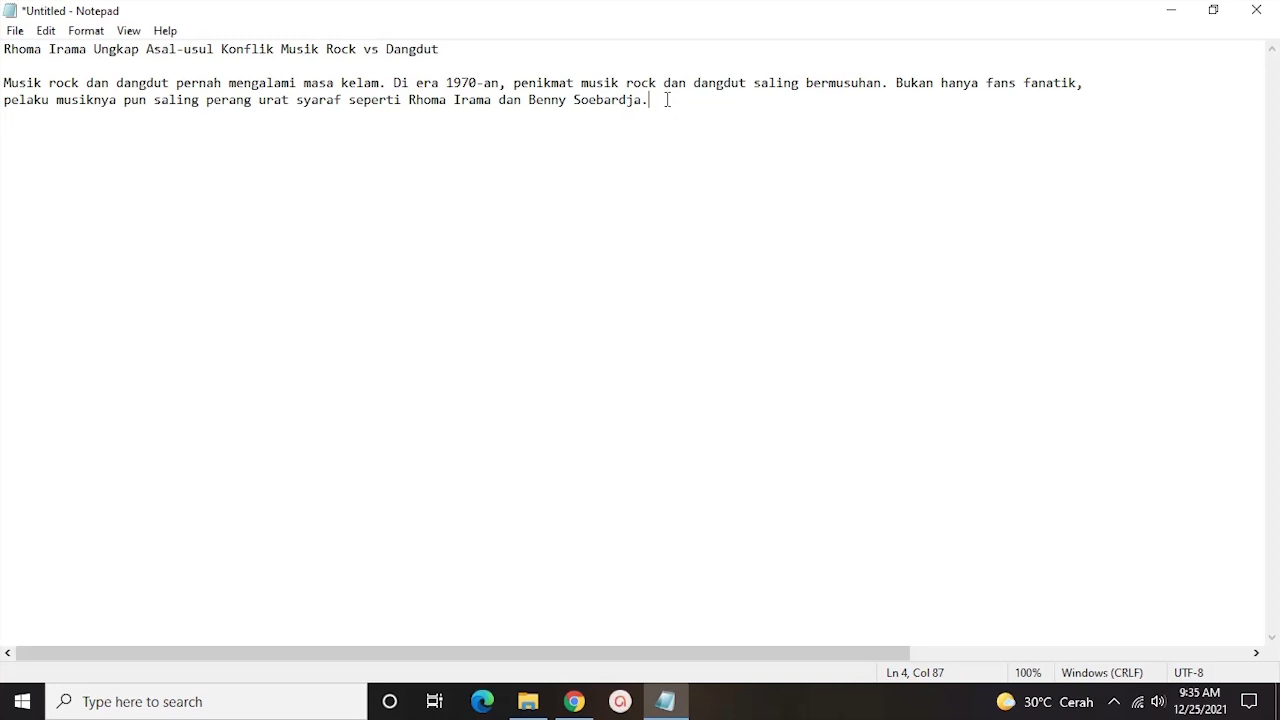 *Untitled - Notepad
File Edit Format View Help
Rhoma Irama Ungkap Asal-usul Konflik Musik Rock vs Dangdut
Musik rock dan dangdut pernah mengalami masa kelam. Di era 1970-an, penikmat musik rock dan dangdut saling bermusuhan. Bukan hanya fans fanatik,
pelaku musiknya pun saling perang urat syaraf seperti Rhoma Irama dan Benny Soebardja.
Ln 4, Col 87 100% Windows (CRLF) UTF-8
Type here to search
30°C Cerah
9:35 AM
12/25/2021